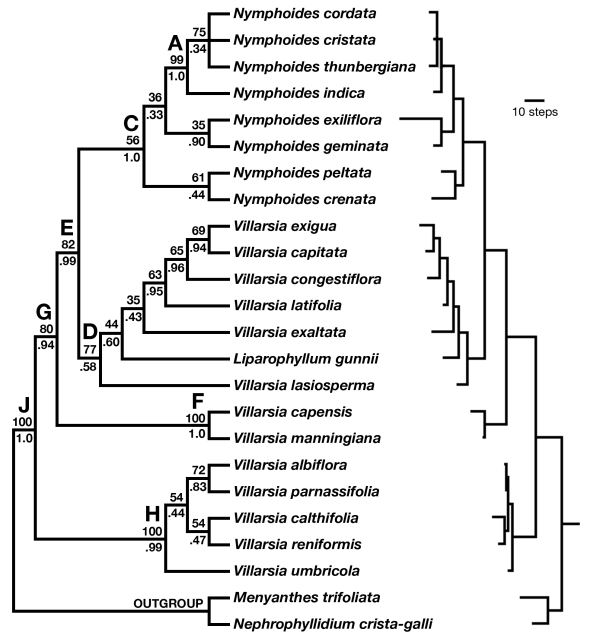 Nymphoides cordata
75
A
.34
Nymphoides cristata
99
1.0
Nymphoides thunbergiana
Nymphoides indica
36
.33
10 steps
C
35
.90
Nymphoides exiliflora
56
1.0
Nymphoides geminata
61
.44
Nymphoides peltata
Nymphoides crenata
E
69
.94
Villarsia exigua
82
.99
65
.96
Villarsia capitata
63
.95
Villarsia congestiflora
G
35
.43
Villarsia latifolia
80
.94
D
44
.60
Villarsia exaltata
77
.58
Liparophyllum gunnii
Villarsia lasiosperma
J
F
100
1.0
Villarsia capensis
100
1.0
Villarsia manningiana
72
.83
Villarsia albiflora
54
.44
Villarsia parnassifolia
H
54
.47
Villarsia calthifolia
100
.99
Villarsia reniformis
Villarsia umbricola
OUTGROUP
Menyanthes trifoliata
Nephrophyllidium crista-galli